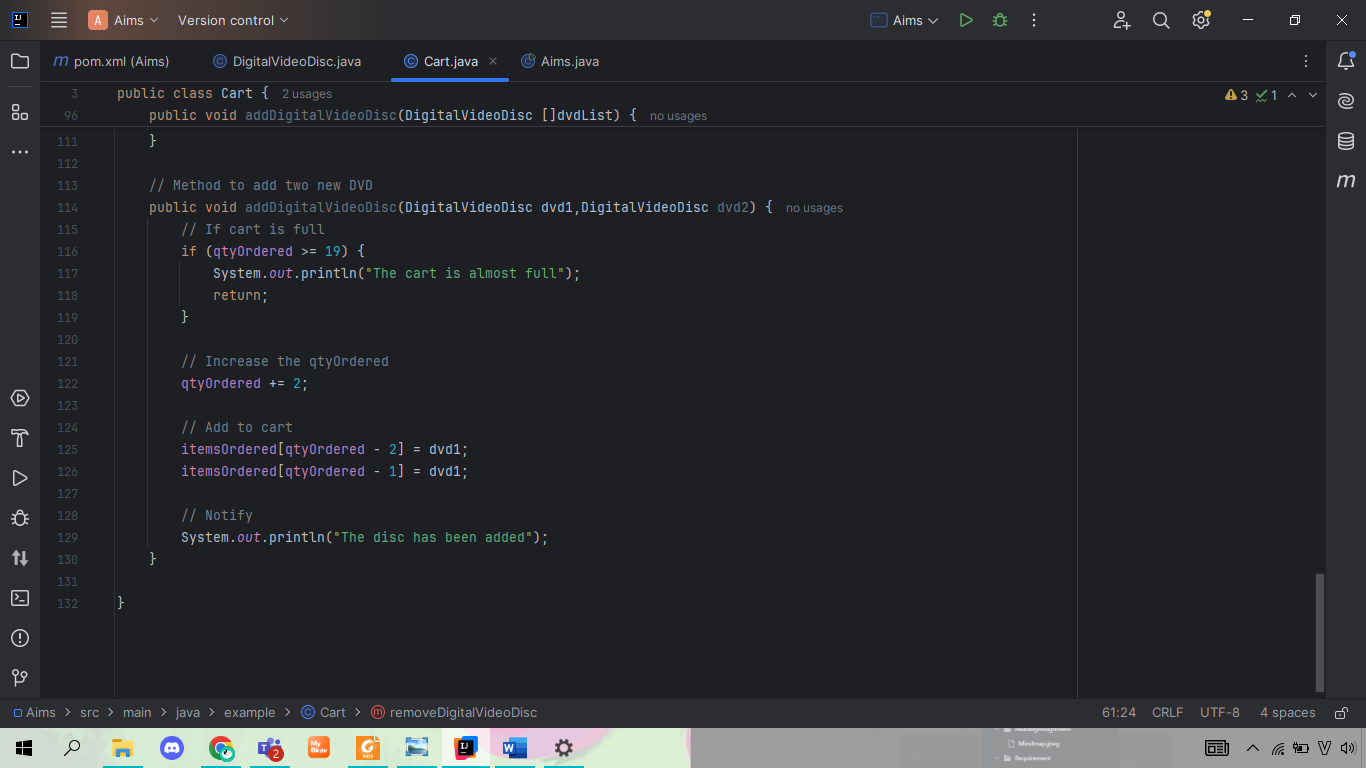 A Aims Version control Aims
m pom.xml (Aims) DigitalVideoDisc.java Cart.java Aims.java
3 public class Cart { 2 usages 3 1
96 public void addDigitalVideoDisc(DigitalVideoDisc []dvdList) { no usages
111 }
112
113 // Method to add two new DVD
114 public void addDigitalVideoDisc(DigitalVideoDisc dvd1,DigitalVideoDisc dvd2) { no usages
115 // If cart is full
116 if (qtyOrdered >= 19) {
117 System.out.println("The cart is almost full");
118 return;
119 }
120
121 // Increase the qtyOrdered
122 qtyOrdered += 2;
123
124 // Add to cart
125 itemsOrdered[qtyOrdered - 2] = dvd1;
126 itemsOrdered[qtyOrdered - 1] = dvd1;
127
128 // Notify
129 System.out.println("The disc has been added");
130 }
131
132 }
Aims > src > main > java > example > Cart > removeDigitalVideoDisc 61:24 CRLF UTF-8 4 spaces
Mindmap.jpeg
Requirement